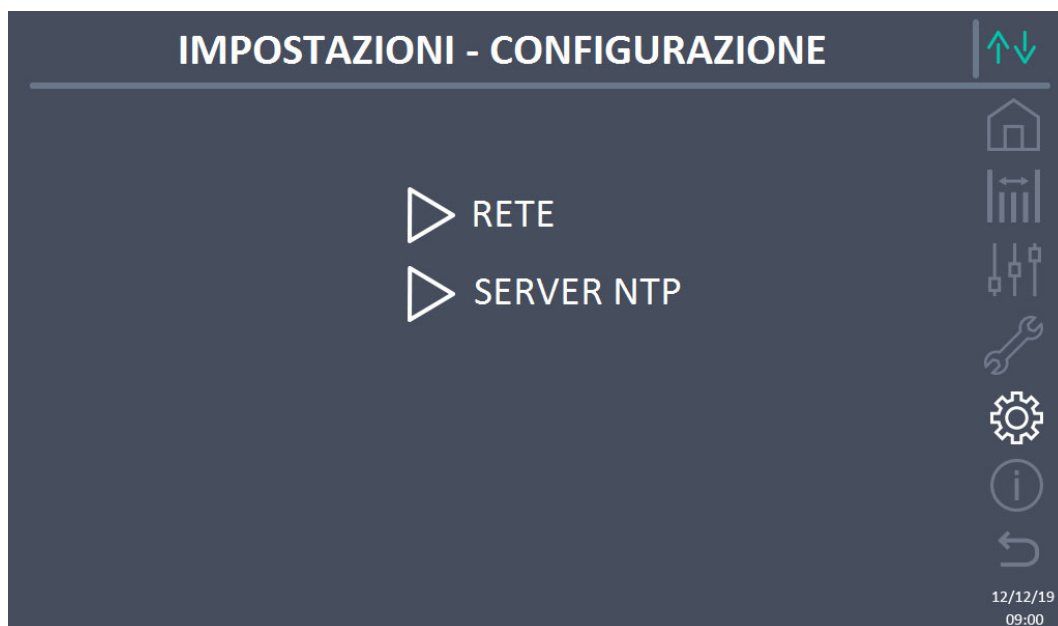 IMPOSTAZIONI - CONFIGURAZIONE
RETE
SERVER NTP
12/12/19
09:00